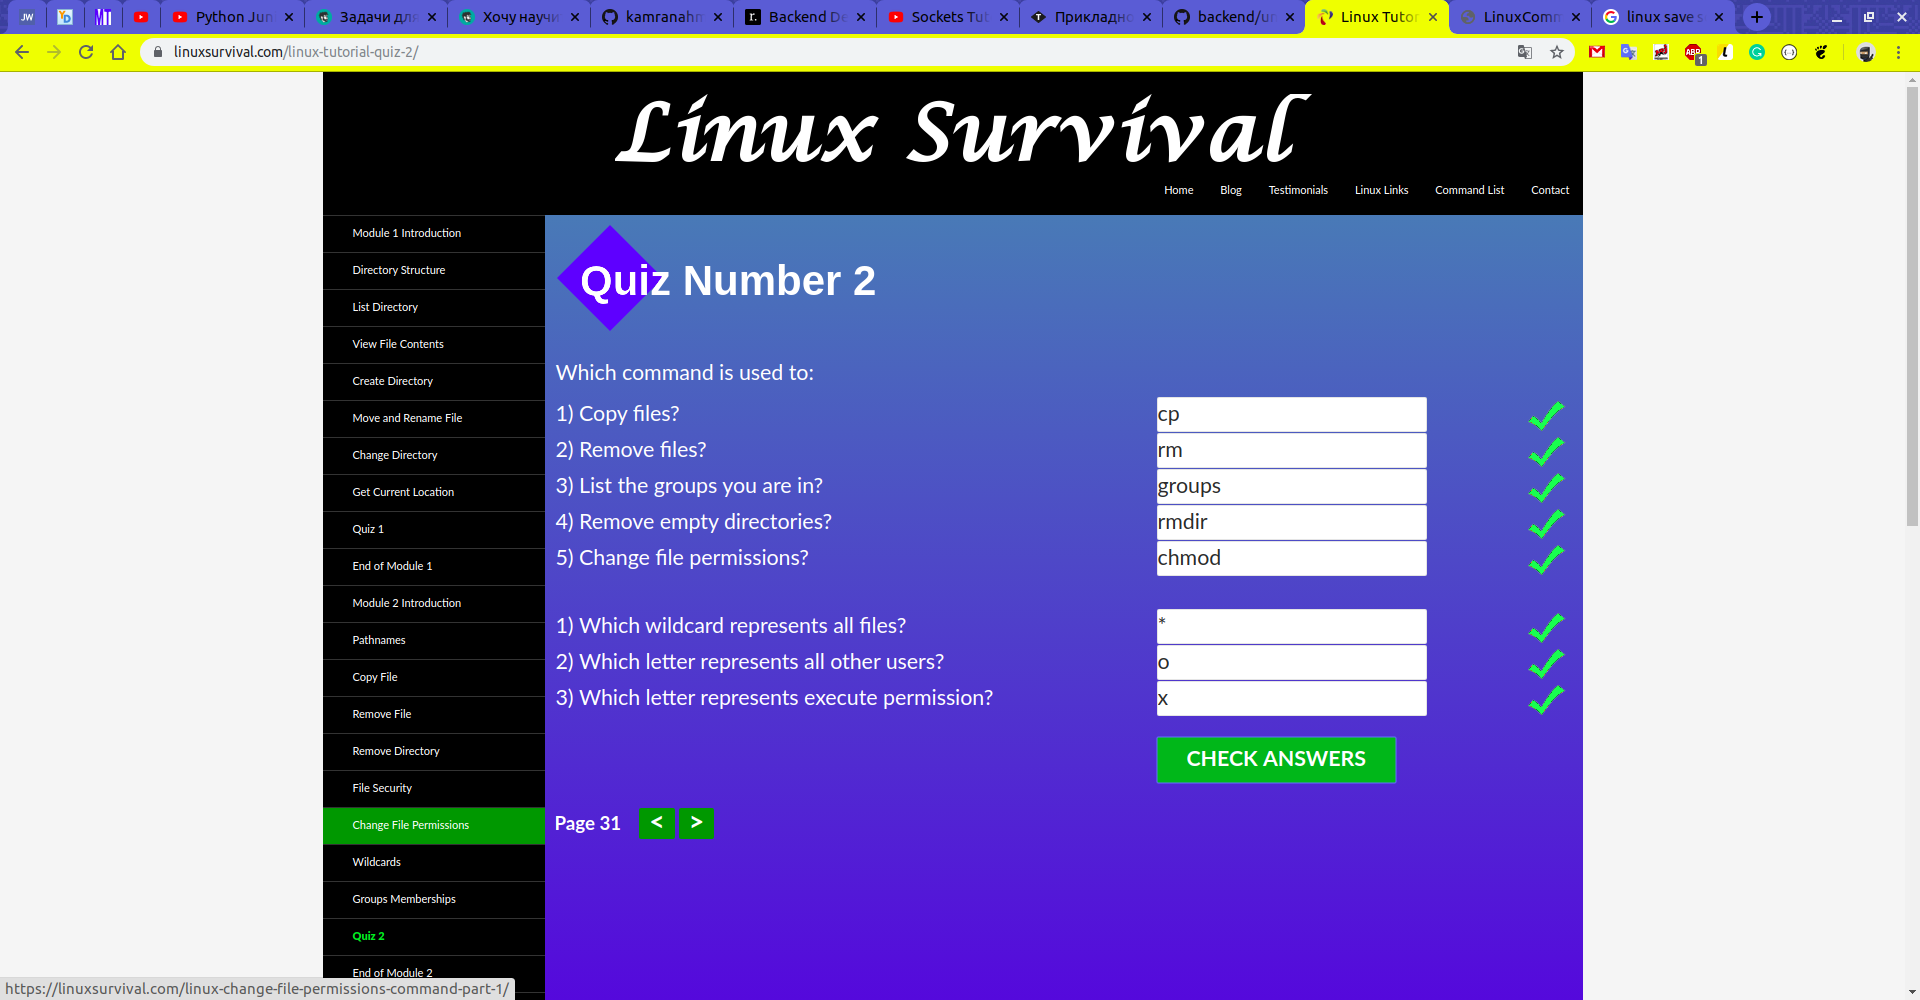 JW
YD
Python Jun
Задачи для
Хочу научи
kamranahm
r.
Backend De
Sockets Tut
T
Прикладно
backend/un
Linux Tutor
LinuxComm
linux save s
linuxsurvival.com/linux-tutorial-quiz-2/
ABP
1
Linux Survival
Home
Blog
Testimonials
Linux Links
Command List
Contact
Module 1 Introduction
Directory Structure
List Directory
View File Contents
Create Directory
Move and Rename File
Change Directory
Get Current Location
Quiz 1
End of Module 1
Module 2 Introduction
Pathnames
Copy File
Remove File
Remove Directory
File Security
Change File Permissions
Wildcards
Groups Memberships
Quiz 2
End of Module 2
Quiz Number 2
Which command is used to:
1) Copy files? cp
2) Remove files? rm
3) List the groups you are in? groups
4) Remove empty directories? rmdir
5) Change file permissions? chmod
1) Which wildcard represents all files? *
2) Which letter represents all other users? o
3) Which letter represents execute permission? x
CHECK ANSWERS
Page 31 < >
https://linuxsurvival.com/linux-change-file-permissions-command-part-1/